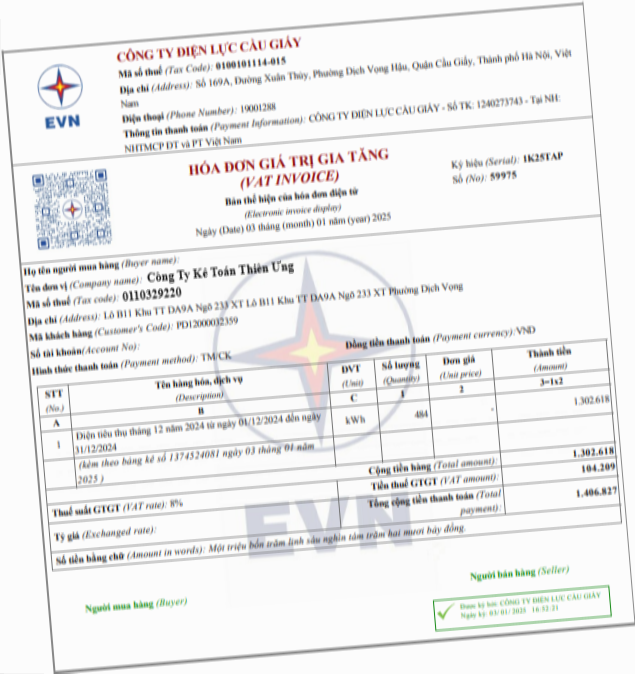 CÔNG TY ĐIỆN LỰC CẦU GIẤY
Mã số thuế (Tax Code): 0100101114-015
Địa chỉ (Address): Số 169A, Đường Xuân Thủy, Phường Dịch Vọng Hậu, Quận Cầu Giấy, Thành phố Hà Nội, Việt
Nam
Điện thoại (Phone Number): 19001288
Thông tin thanh toán (Payment Information): CÔNG TY ĐIỆN LỰC CẦU GIẤY - Số TK: 1240273743 - Tại NH:
NHTMCP ĐT và PT Việt Nam
EVN
HÓA ĐƠN GIÁ TRỊ GIA TĂNG
(VAT INVOICE)
Bản thể hiện của hóa đơn điện tử
(Electronic invoice display)
Ngày (Date) 03 tháng (month) 01 năm (year) 2025
Ký hiệu (Serial): 1K25TAP
Số (No): 59975
Họ tên người mua hàng (Buyer name):
Tên đơn vị (Company name): Công Ty Kế Toán Thiên Ưng
Mã số thuế (Tax code): 0110329220
Địa chỉ (Address): Lô B11 Khu TT DA9A Ngõ 233 XT Lô B11 Khu TT DA9A Ngõ 233 XT Phường Dịch Vọng
Mã khách hàng (Customer's Code): PD12000032359
Số tài khoản(Account No):
Hình thức thanh toán (Payment method): TM/CK
Đồng tiền thanh toán (Payment currency):VND
STT (No.) Tên hàng hóa, dịch vụ (Description) ĐVT (Unit) Số lượng (Quantity) Đơn giá (Unit price) Thành tiền (Amount)
A B C 1 2 3=1x2
1 Điện tiêu thụ tháng 12 năm 2024 từ ngày 01/12/2024 đến ngày kWh 484 - 1.302.618
31/12/2024
(kèm theo bảng kê số 1374524081 ngày 03 tháng 01 năm
2025 )
Cộng tiền hàng (Total amount): 1.302.618
Thuế suất GTGT (VAT rate): 8% Tiền thuế GTGT (VAT amount): 104.209
Tỷ giá (Exchanged rate): Tổng cộng tiền thanh toán (Total payment): 1.406.827
Số tiền bằng chữ (Amount in words): Một triệu bốn trăm linh sáu nghìn tám trăm hai mươi bảy đồng.
EVN
Người mua hàng (Buyer)
Người bán hàng (Seller)
Được ký bởi: CÔNG TY ĐIỆN LỰC CẦU GIẤY
Ngày ký: 03/01/2025 16:52:21